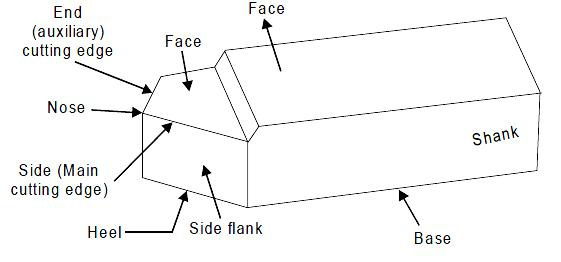 End
(auxiliary)
cutting edge
Face
Face
Nose
Side (Main
cutting edge)
Heel
Side flank
Shank
Base